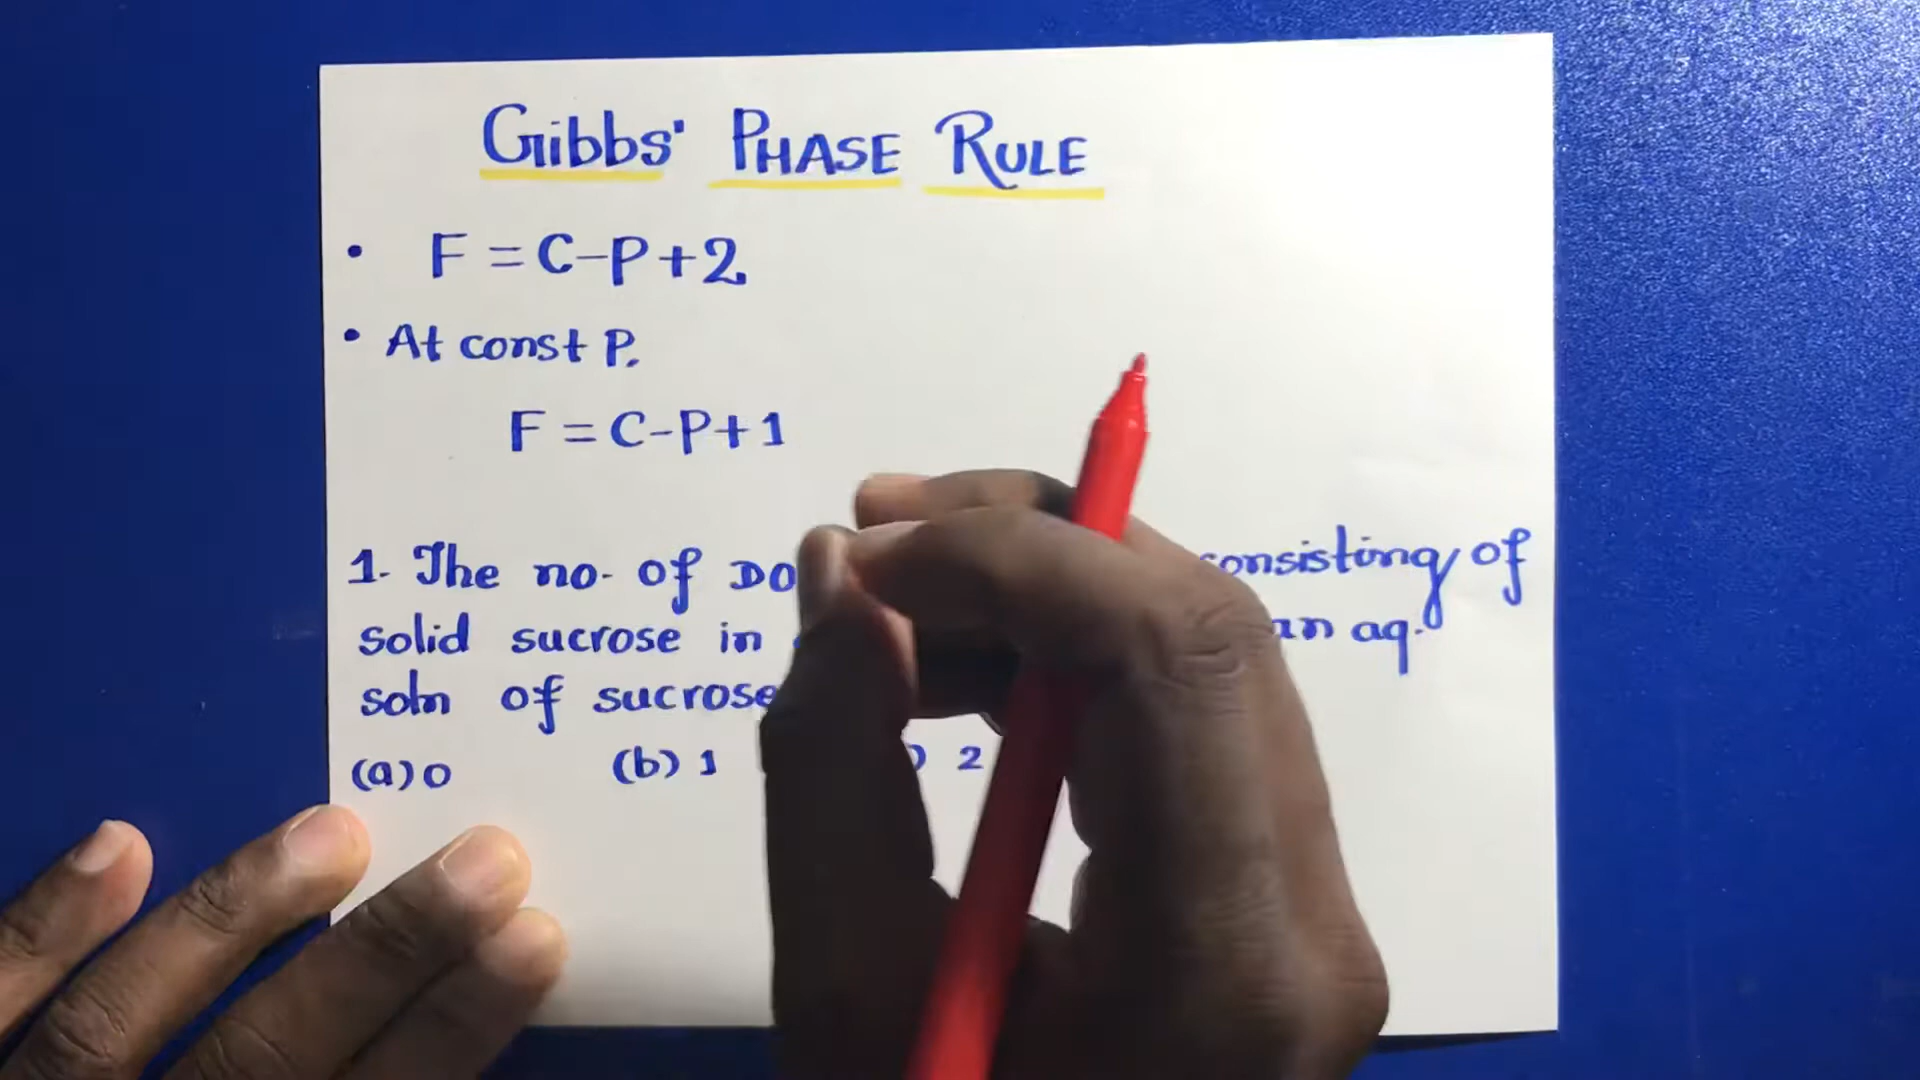 Gibbs' PHASE RULE
• F = C-P+2
• At const P.
F = C-P+1
1. The no. of consisting of
solid sucrose in an aq.
soln of sucrose
(a) 0 (b) 1 ) 2